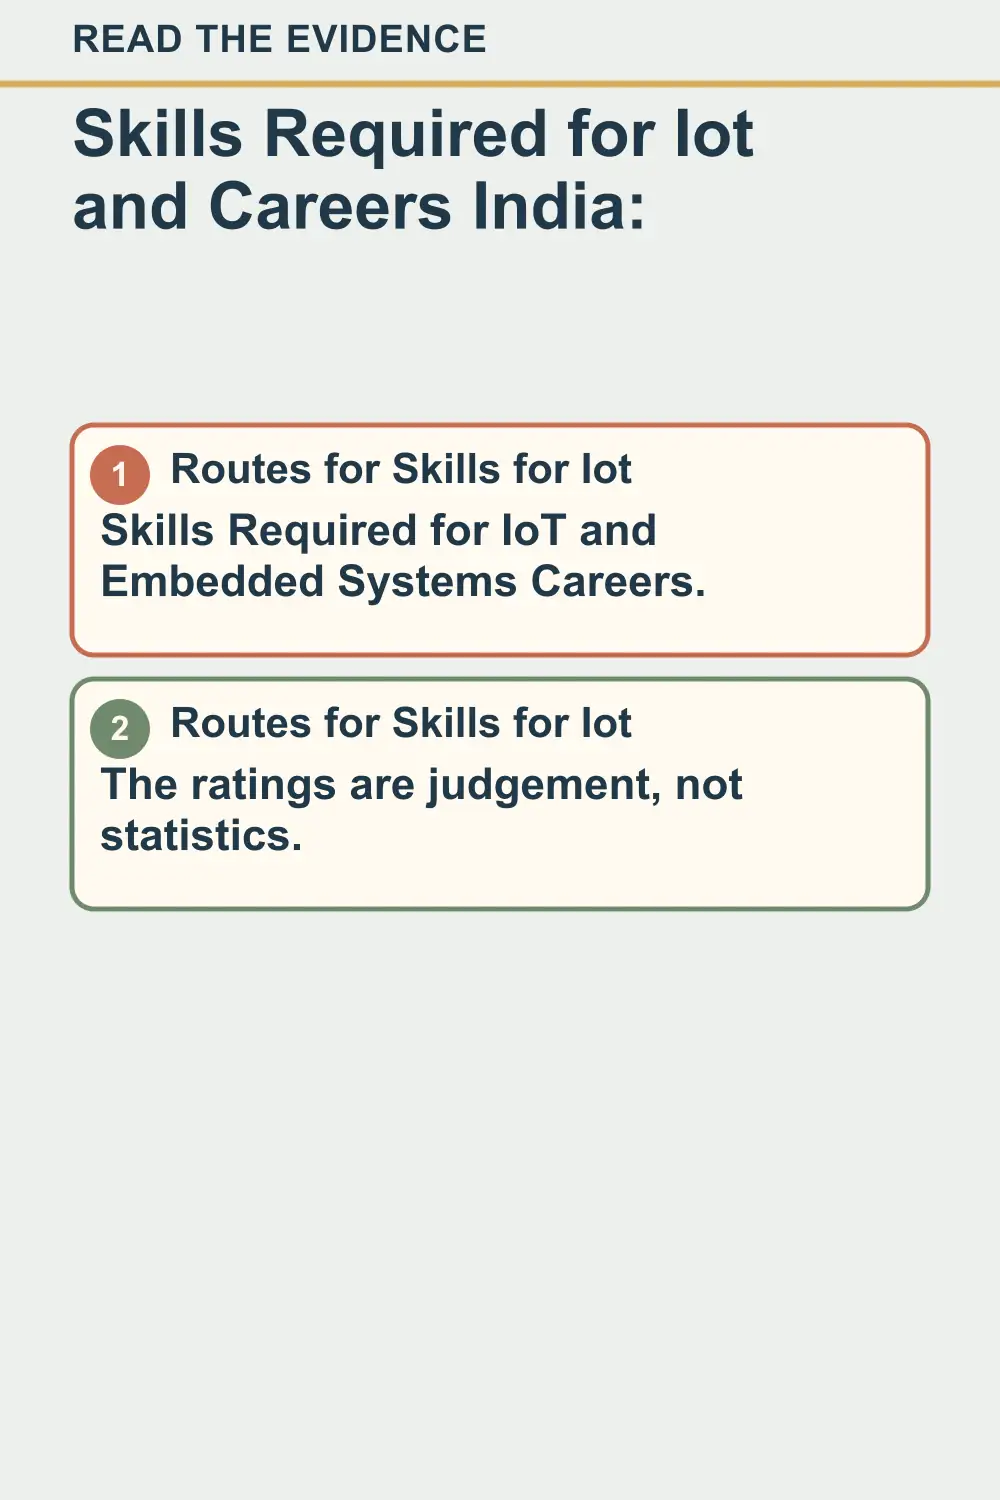 READ THE EVIDENCE
Skills Required for Iot
and Careers India:
1 Routes for Skills for Iot
Skills Required for IoT and
Embedded Systems Careers.
2 Routes for Skills for Iot
The ratings are judgement, not
statistics.